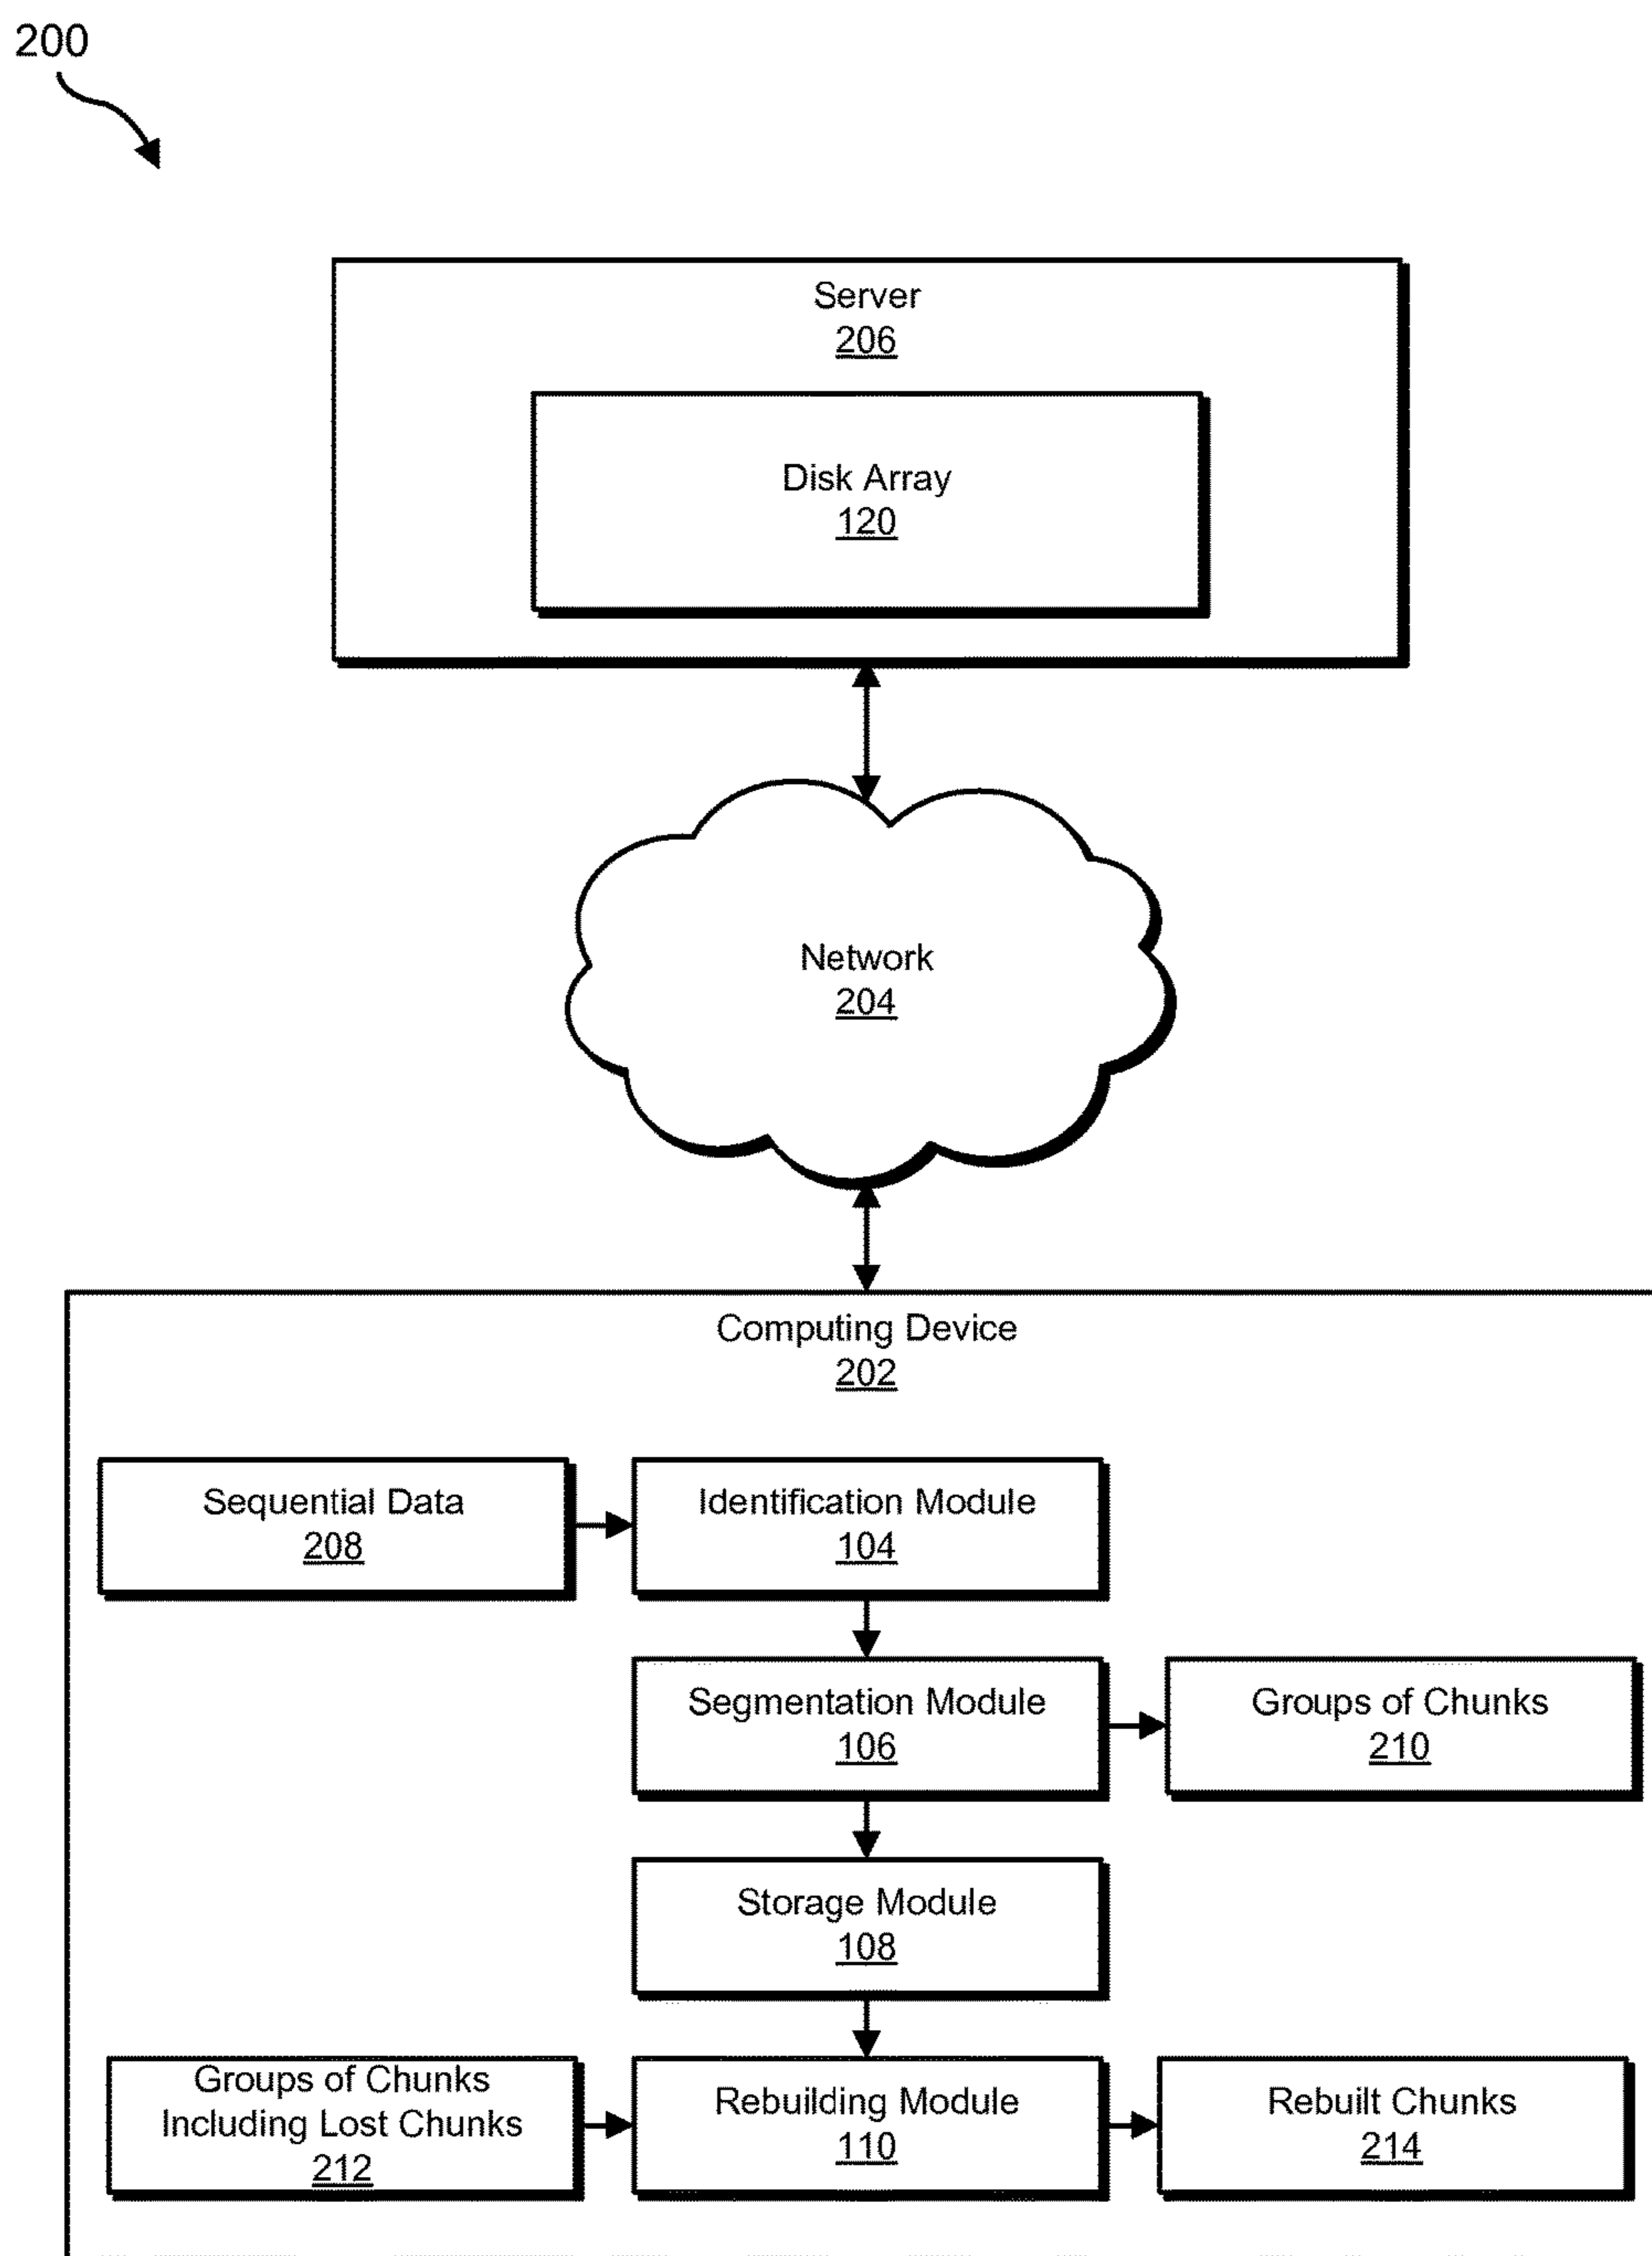 200
Server
206
Disk Array
120
Network
204
Computing Device
202
Sequential Data
208
Identification Module
104
Segmentation Module
106
Groups of Chunks
210
Storage Module
108
Groups of Chunks
Including Lost Chunks
212
Rebuilding Module
110
Rebuilt Chunks
214